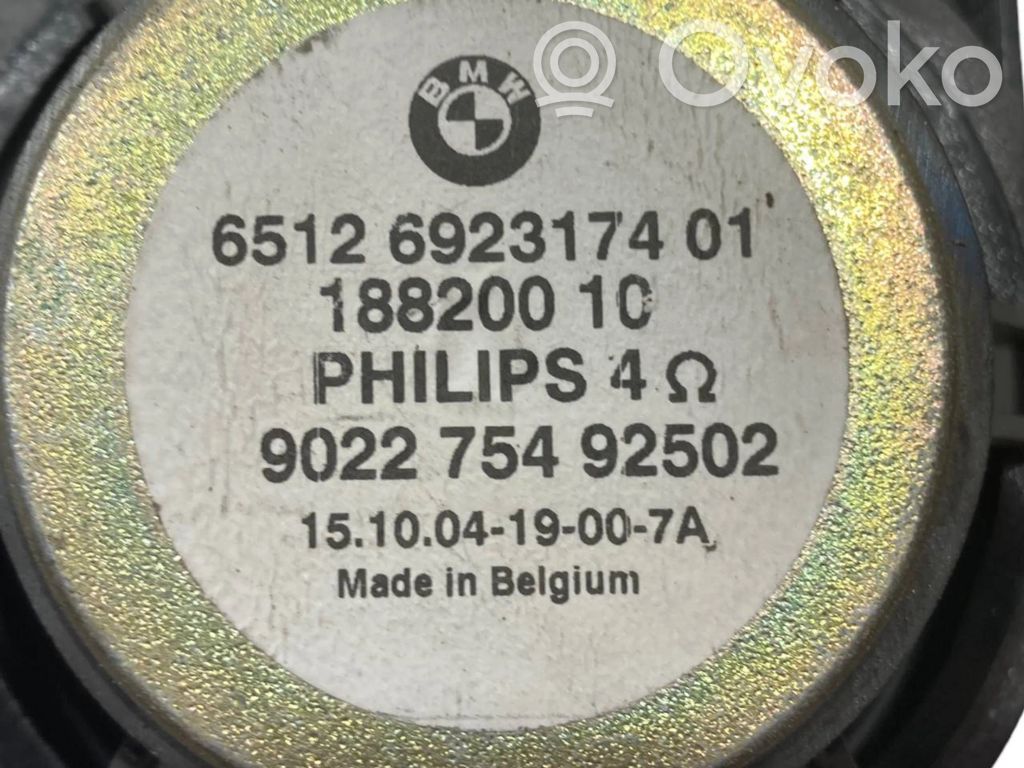 Ovoko
BMW
6512 6923174 01
188200 10
PHILIPS 4 Ω
9022 754 92502
15.10.04-19-00-7A
Made in Belgium